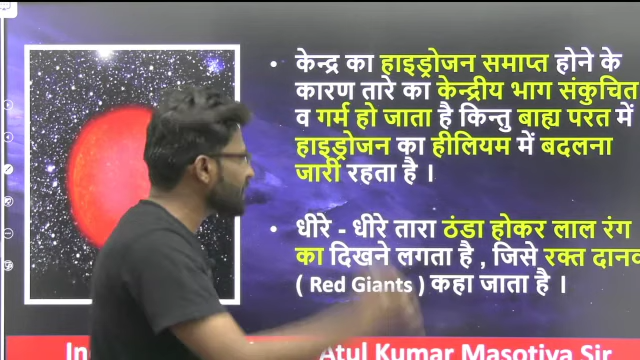 • केन्द्र का हाइड्रोजन समाप्त होने के
कारण तारे का केन्द्रीय भाग संकुचित
व गर्म हो जाता है किन्तु बाह्य परत में
हाइड्रोजन का हीलियम में बदलना
जारी रहता है ।
• धीरे - धीरे तारा ठंडा होकर लाल रंग
का दिखने लगता है , जिसे रक्त
( Red Giants ) कहा जाता है ।
Atul Kumar Masotiya Sir